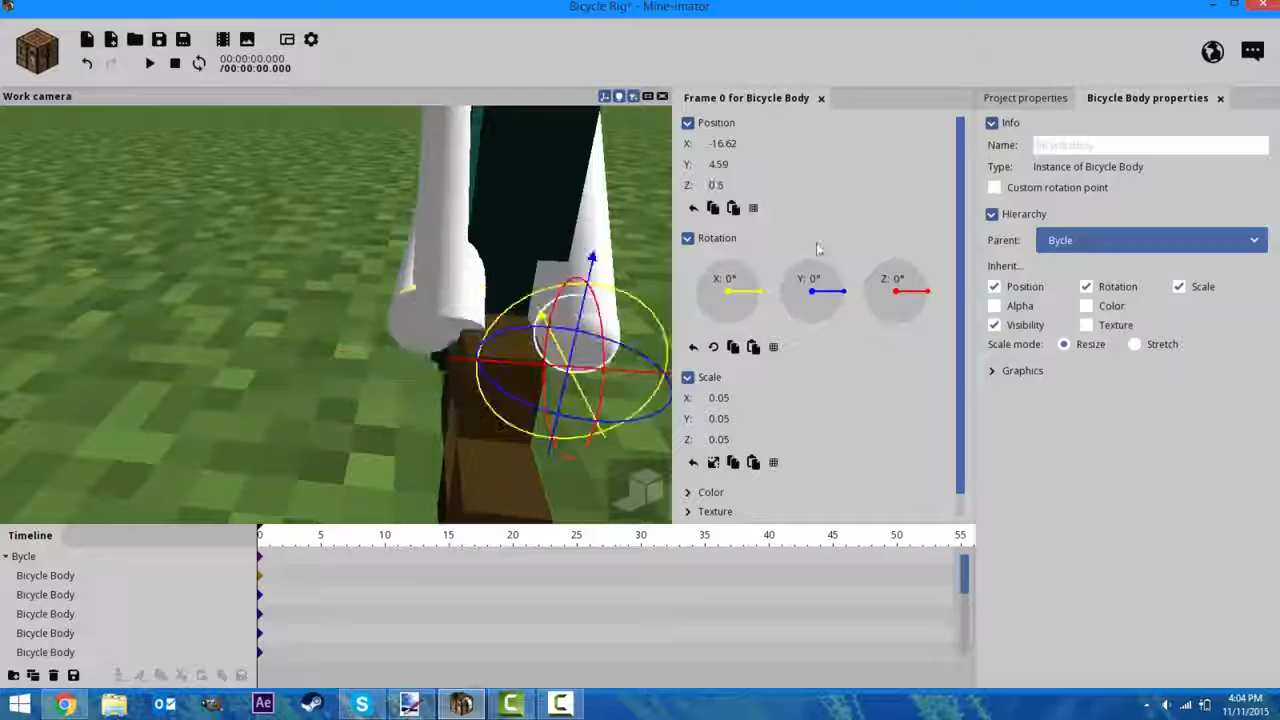 Bicycle Rig* - Mine-imator
00:00:00.000
/00:00:00.000
Work camera
Frame 0 for Bicycle Body
Position
X: -16.62
Y: 4.59
Z: 0.6
Rotation
X: 0° Y: 0° Z: 0°
Scale
X: 0.05
Y: 0.05
Z: 0.05
Color
Texture
Project properties Bicycle Body properties
Info
Name:
Type: Instance of Bicycle Body
Custom rotation point
Hierarchy
Parent: Bycle
Inherit...
Position Rotation Scale
Alpha Color
Visibility Texture
Scale mode: Resize Stretch
Graphics
Timeline
0 5 10 15 20 25 30 35 40 45 50 55
Bycle
Bicycle Body
Bicycle Body
Bicycle Body
Bicycle Body
Bicycle Body
Ae
4:04 PM
11/11/2015